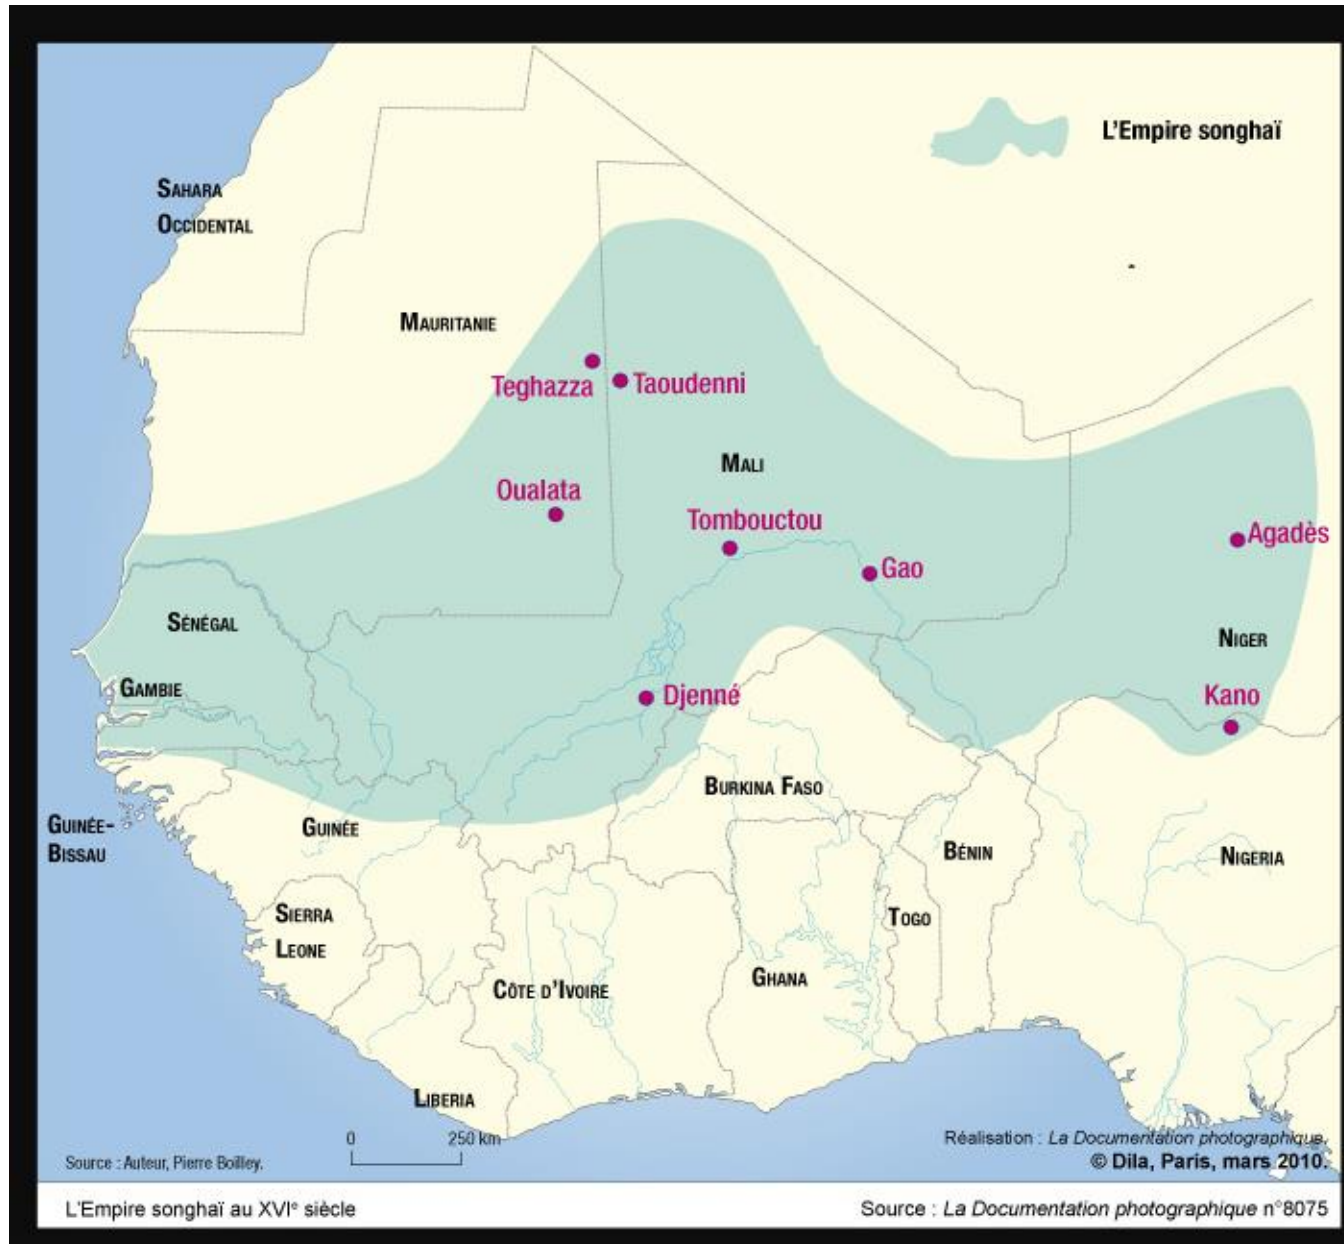 L'Empire songhaï
SAHARA
OCCIDENTAL
MAURITANIE
Teghazza
Taoudenni
MALI
Oualata
Tombouctou
Agadès
Gao
SÉNÉGAL
NIGER
GAMBIE
Djenné
Kano
BURKINA FASO
GUINÉE-
BISSAU
GUINÉE
BÉNIN
NIGERIA
SIERRA
LEONE
TOGO
GHANA
CÔTE D'IVOIRE
LIBERIA
0 250 km
Réalisation : La Documentation photographique.
Source : Auteur, Pierre Boilley.
© Dila, Paris, mars 2010.
L'Empire songhaï au XVIe siècle
Source : La Documentation photographique n°8075